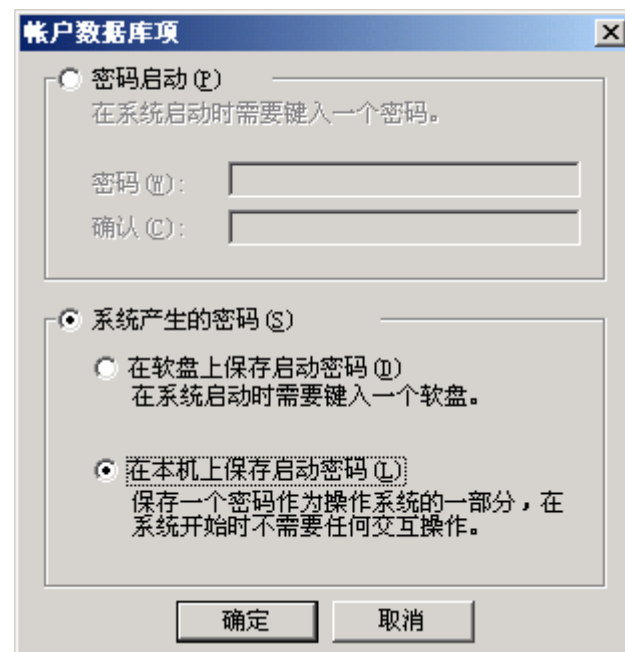 帐户数据库项
密码启动(P)
在系统启动时需要键入一个密码。
密码(W):
确认(C):
系统产生的密码(S)
在软盘上保存启动密码(D)
在系统启动时需要键入一个软盘。
在本机上保存启动密码(L)
保存一个密码作为操作系统的一部分，在
系统开始时不需要任何交互操作。
确定
取消